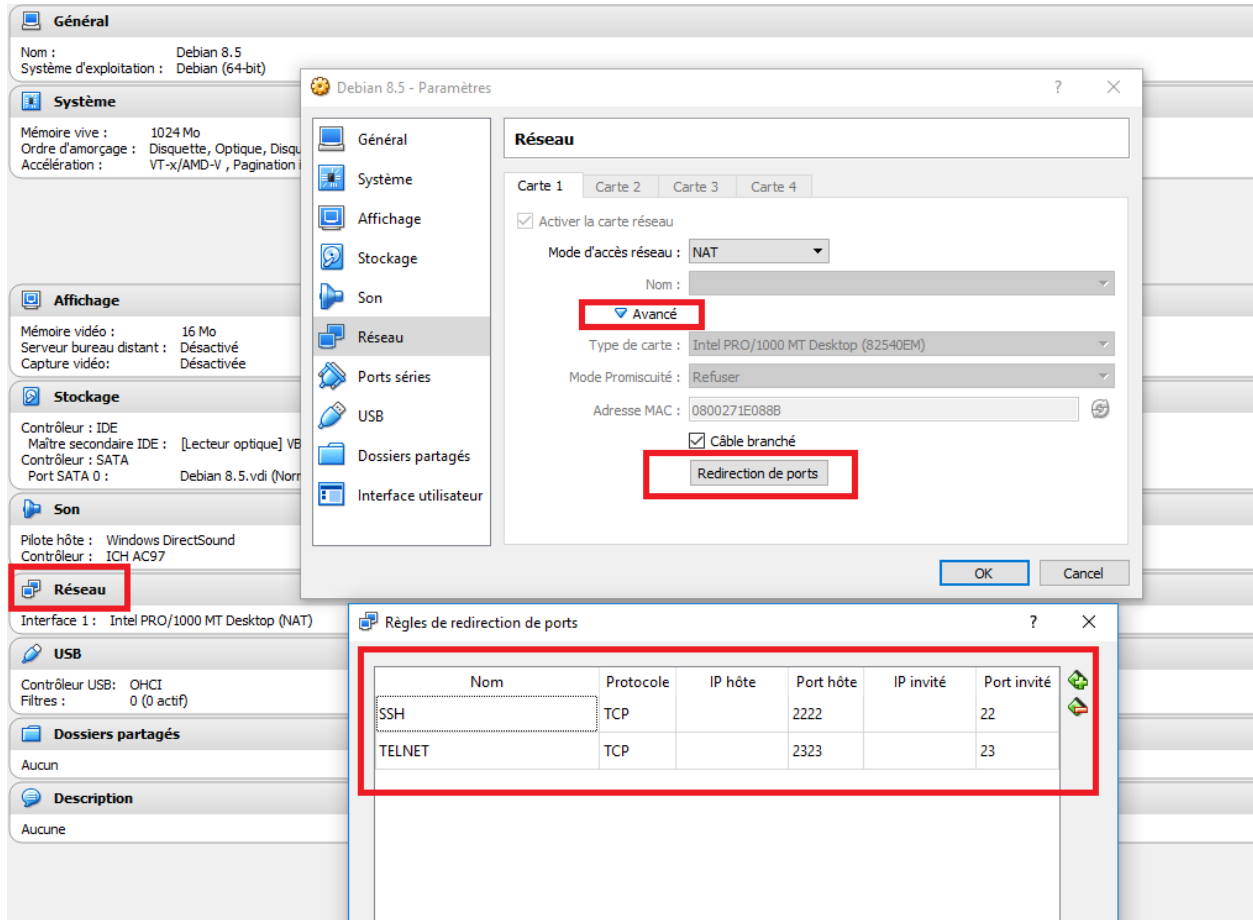 Général
Nom : Debian 8.5
Système d'exploitation : Debian (64-bit)
Système
Mémoire vive : 1024 Mo
Ordre d'amorçage : Disquette, Optique, Disqu
Accélération : VT-x/AMD-V , Pagination i
Affichage
Mémoire vidéo : 16 Mo
Serveur bureau distant : Désactivé
Capture vidéo: Désactivée
Stockage
Contrôleur : IDE
Maître secondaire IDE : [Lecteur optique] VB
Contrôleur : SATA
Port SATA 0 : Debian 8.5.vdi (Norr
Son
Pilote hôte : Windows DirectSound
Contrôleur : ICH AC97
Réseau
Interface 1 : Intel PRO/1000 MT Desktop (NAT)
USB
Contrôleur USB: OHCI
Filtres : 0 (0 actif)
Dossiers partagés
Aucun
Description
Aucune
Debian 8.5 - Paramètres ?
Général
Système
Affichage
Stockage
Son
Réseau
Ports séries
USB
Dossiers partagés
Interface utilisateur
Réseau
Carte 1 Carte 2 Carte 3 Carte 4
Activer la carte réseau
Mode d'accès réseau : NAT
Nom :
Avancé
Type de carte : Intel PRO/1000 MT Desktop (82540EM)
Mode Promiscuité : Refuser
Adresse MAC : 0800271E088B
Câble branché
Redirection de ports
OK Cancel
Règles de redirection de ports ?
Nom Protocole IP hôte Port hôte IP invité Port invité
SSH TCP 2222 22
TELNET TCP 2323 23